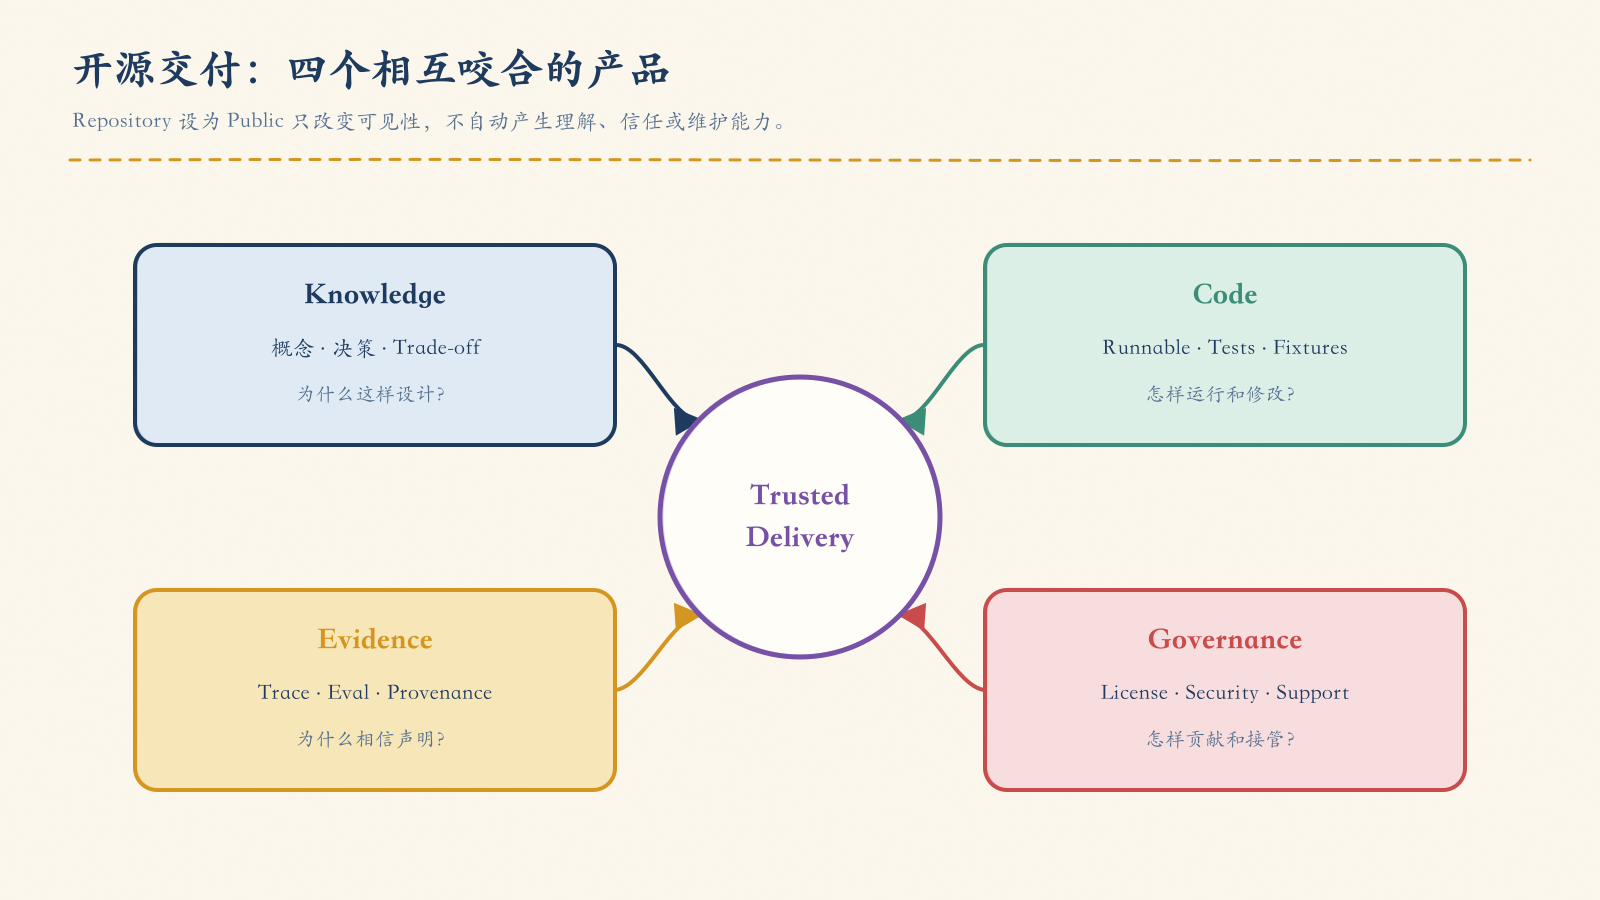 开源交付：四个相互咬合的产品
Repository 设为 Public 只改变可见性，不自动产生理解、信任或维护能力。
Knowledge
概念 · 决策 · Trade-off
为什么这样设计?
Code
Runnable · Tests · Fixtures
怎样运行和修改?
Trusted
Delivery
Evidence
Trace · Eval · Provenance
为什么相信声明?
Governance
License · Security · Support
怎样贡献和接管?